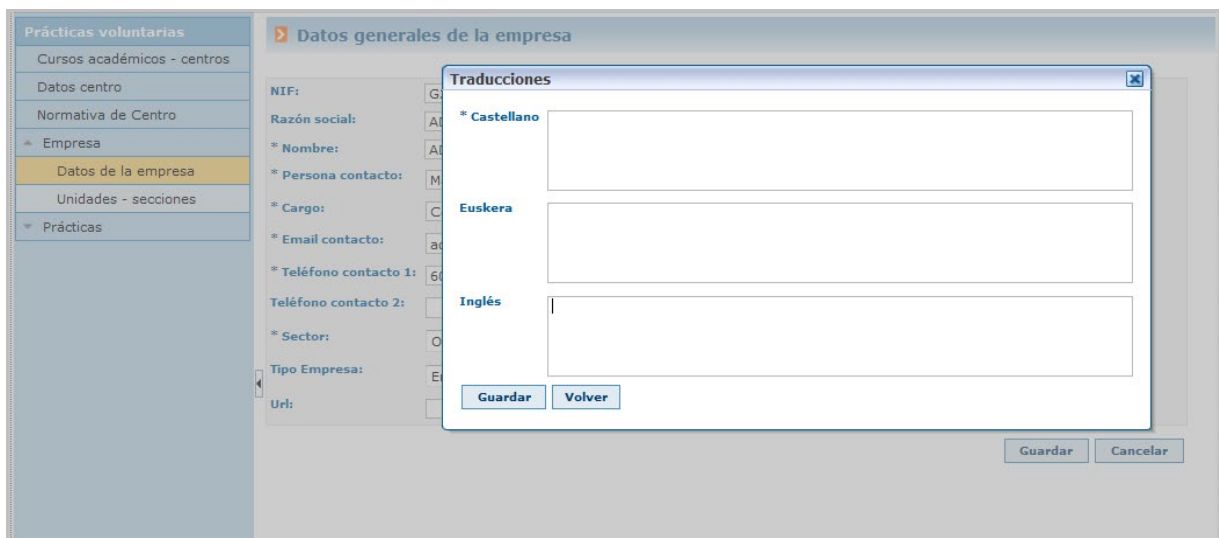 Prácticas voluntarias
Cursos académicos - centros
Datos centro
Normativa de Centro
Empresa
Datos de la empresa
Unidades - secciones
Prácticas
Datos generales de la empresa
NIF:
Razón social:
* Nombre:
* Persona contacto:
* Cargo:
* Email contacto:
* Teléfono contacto 1:
Teléfono contacto 2:
* Sector:
Tipo Empresa:
Url:
Traducciones
* Castellano
Euskera
Inglés
Guardar Volver
Guardar Cancelar